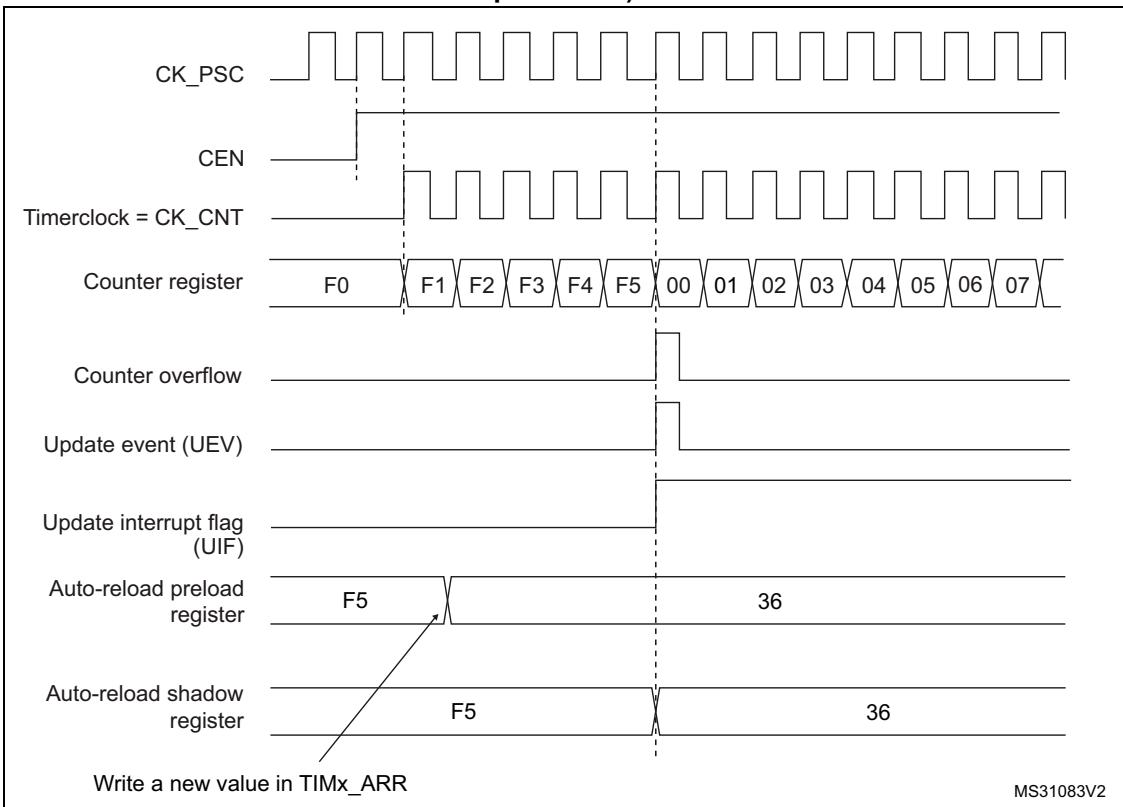 CK_PSC
CEN
Timerclock = CK_CNT
Counter register
F0 F1 F2 F3 F4 F5 00 01 02 03 04 05 06 07
Counter overflow
Update event (UEV)
Update interrupt flag
(UIF)
Auto-reload preload
register
F5 36
Auto-reload shadow
register
F5 36
Write a new value in TIMx_ARR
MS31083V2